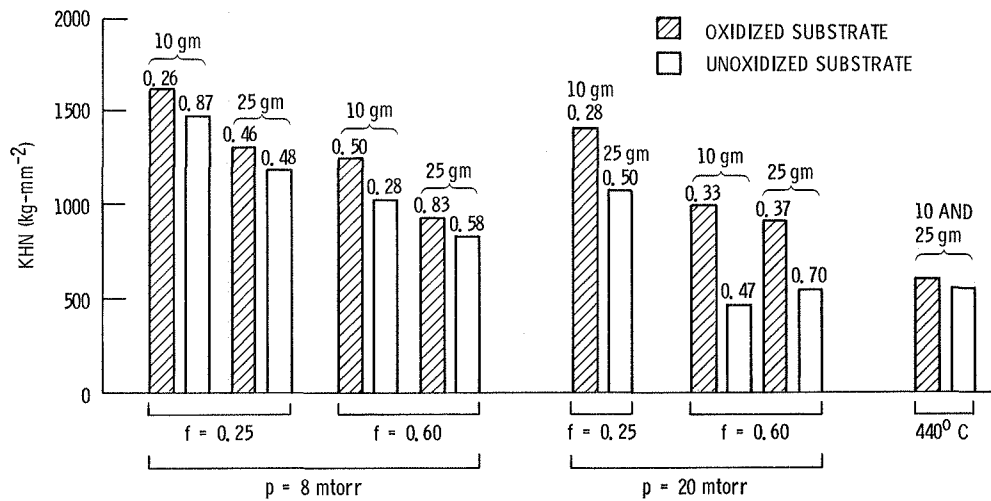 2000
1500
1000
500
0
KHN (kg-mm-2)
OXIDIZED SUBSTRATE
UNOXIDIZED SUBSTRATE
10 gm
0.26
0.87
25 gm
0.46
0.48
10 gm
0.50
0.28
25 gm
0.83
0.58
10 gm
0.28
25 gm
0.50
10 gm
0.33
0.47
25 gm
0.37
0.70
10 AND
25 gm
f = 0.25
f = 0.60
f = 0.25
f = 0.60
440º C
p = 8 mtorr
p = 20 mtorr